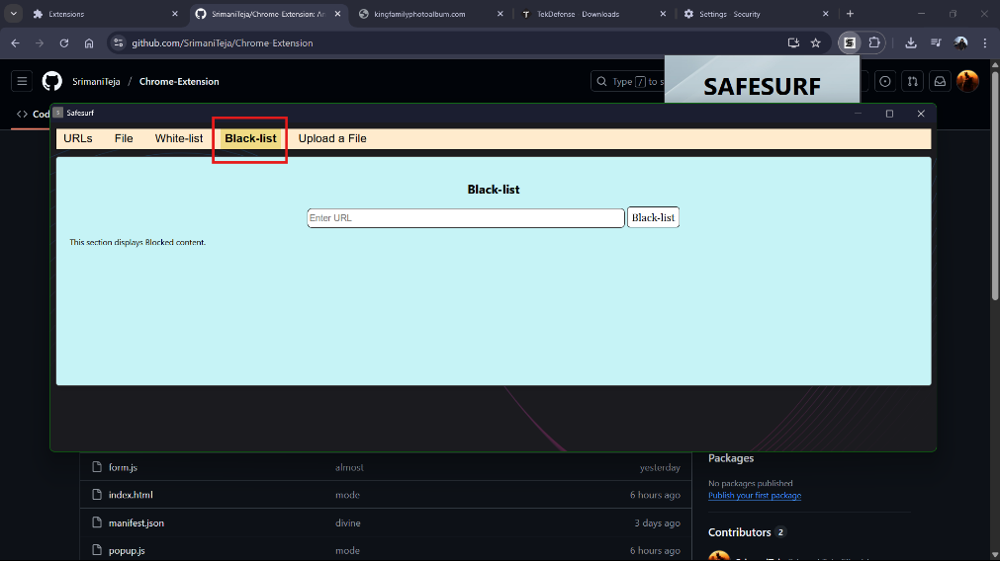 Extensions
SrimaniTeja/Chrome-Extension: Ar
kingfamilyphotoalbum.com
TekDefense - Downloads
Settings - Security
github.com/SrimaniTeja/Chrome-Extension
SrimaniTeja / Chrome-Extension
Type / to s
SAFESURF
<> Cod
Safesurf
URLs File White-list Black-list Upload a File
Black-list
Enter URL
Black-list
This section displays Blocked content.
form.js almost yesterday
index.html mode 6 hours ago
manifest.json divine 3 days ago
popup.js mode 6 hours ago
Packages
No packages published
Publish your first package
Contributors 2